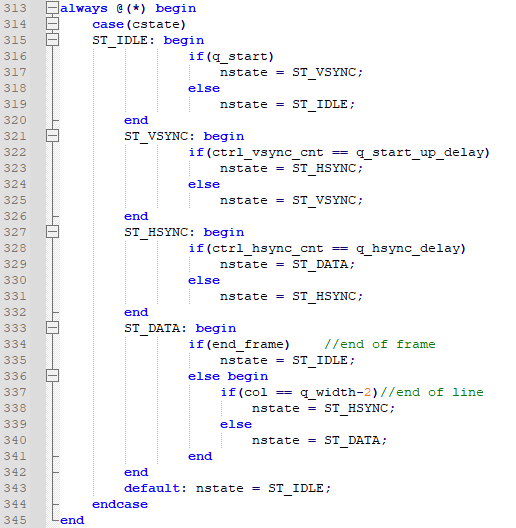 313 always @(*) begin
314     case(cstate)
315     ST_IDLE: begin
316                 if(q_start)
317                     nstate = ST_VSYNC;
318                 else
319                     nstate = ST_IDLE;
320         end
321         ST_VSYNC: begin
322                 if(ctrl_vsync_cnt == q_start_up_delay)
323                     nstate = ST_HSYNC;
324                 else
325                     nstate = ST_VSYNC;
326         end
327         ST_HSYNC: begin
328                 if(ctrl_hsync_cnt == q_hsync_delay)
329                     nstate = ST_DATA;
330                 else
331                     nstate = ST_HSYNC;
332         end
333         ST_DATA: begin
334                 if(end_frame)    //end of frame
335                     nstate = ST_IDLE;
336                 else begin
337                     if(col == q_width-2)//end of line
338                         nstate = ST_HSYNC;
339                     else
340                         nstate = ST_DATA;
341                 end
342         end
343         default: nstate = ST_IDLE;
344     endcase
345 end